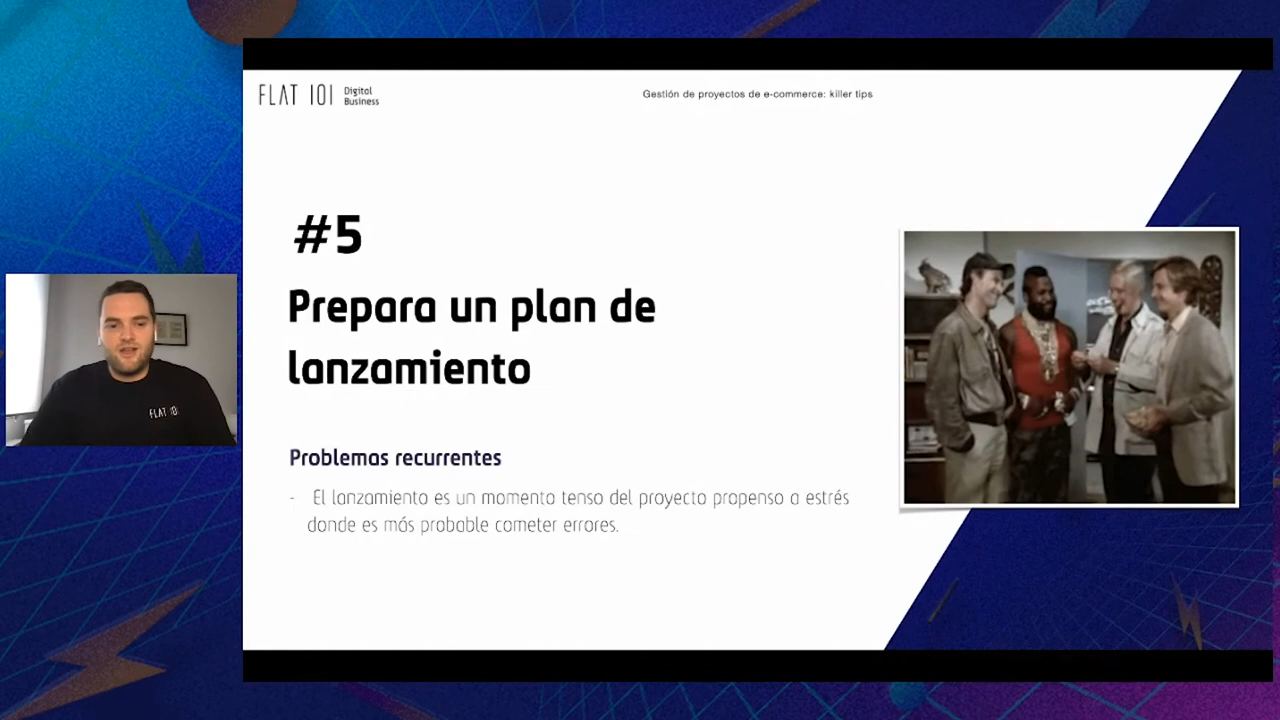 FLAT 101
Digital
Business
Gestión de proyectos de e-commerce: killer tips
#5
Prepara un plan de
lanzamiento
Problemas recurrentes
- El lanzamiento es un momento tenso del proyecto propenso a estrés
donde es más probable cometer errores.
FLAT 101